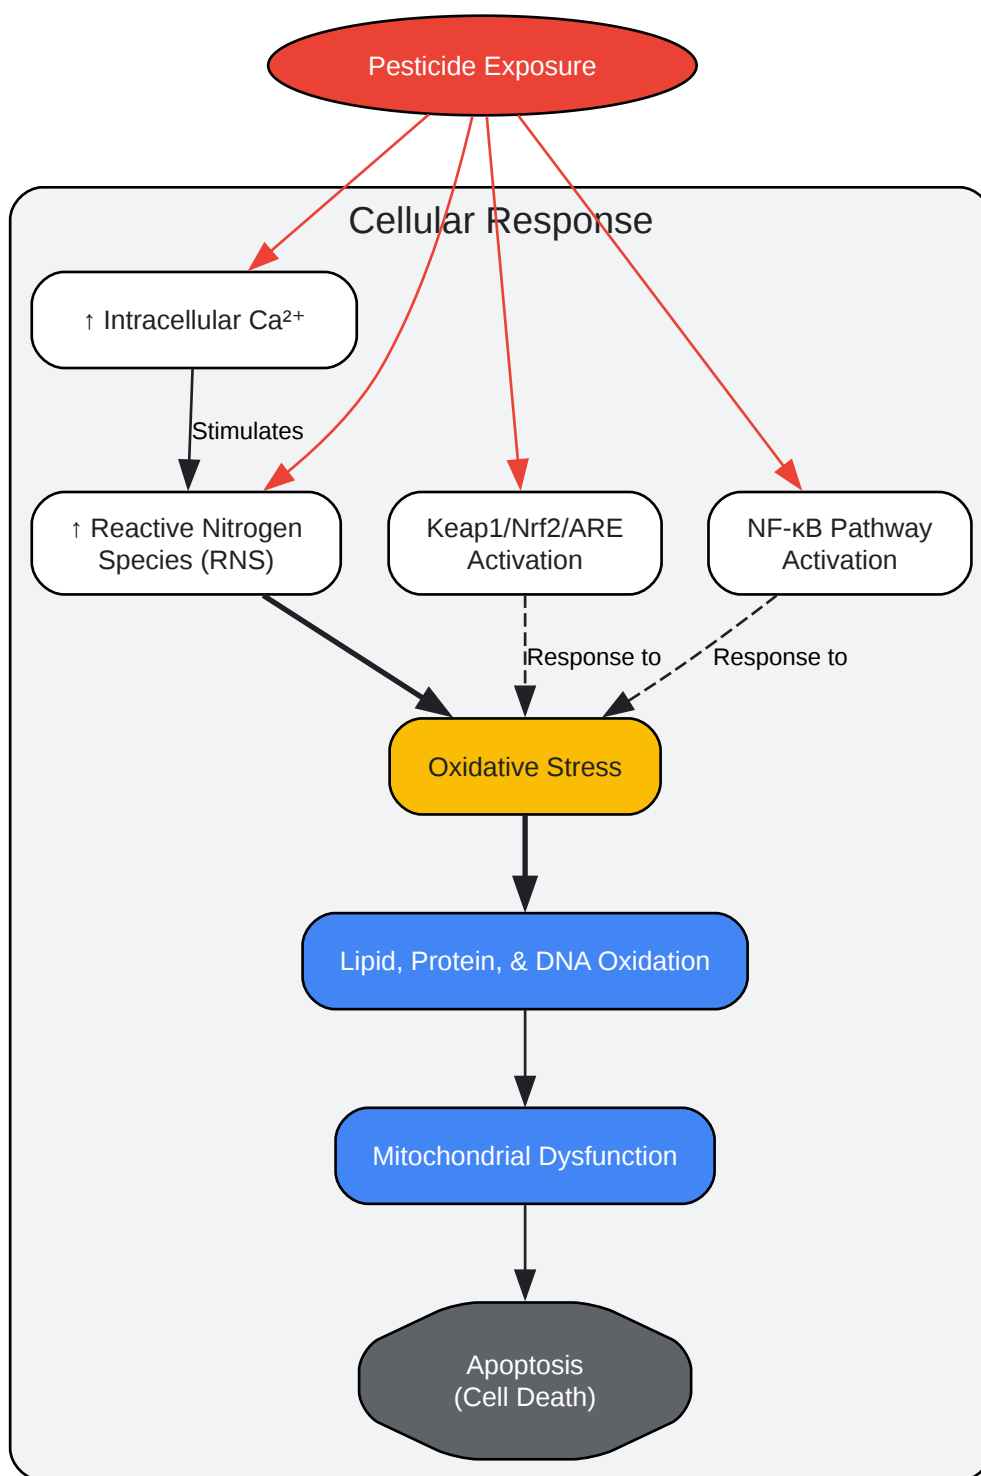 Pesticide Exposure
Cellular Response
↑ Intracellular Ca²⁺
Stimulates
↑ Reactive Nitrogen
Species (RNS)
Keap1/Nrf2/ARE
Activation
NF-κB Pathway
Activation
Response to
Response to
Oxidative Stress
Lipid, Protein, & DNA Oxidation
Mitochondrial Dysfunction
Apoptosis
(Cell Death)